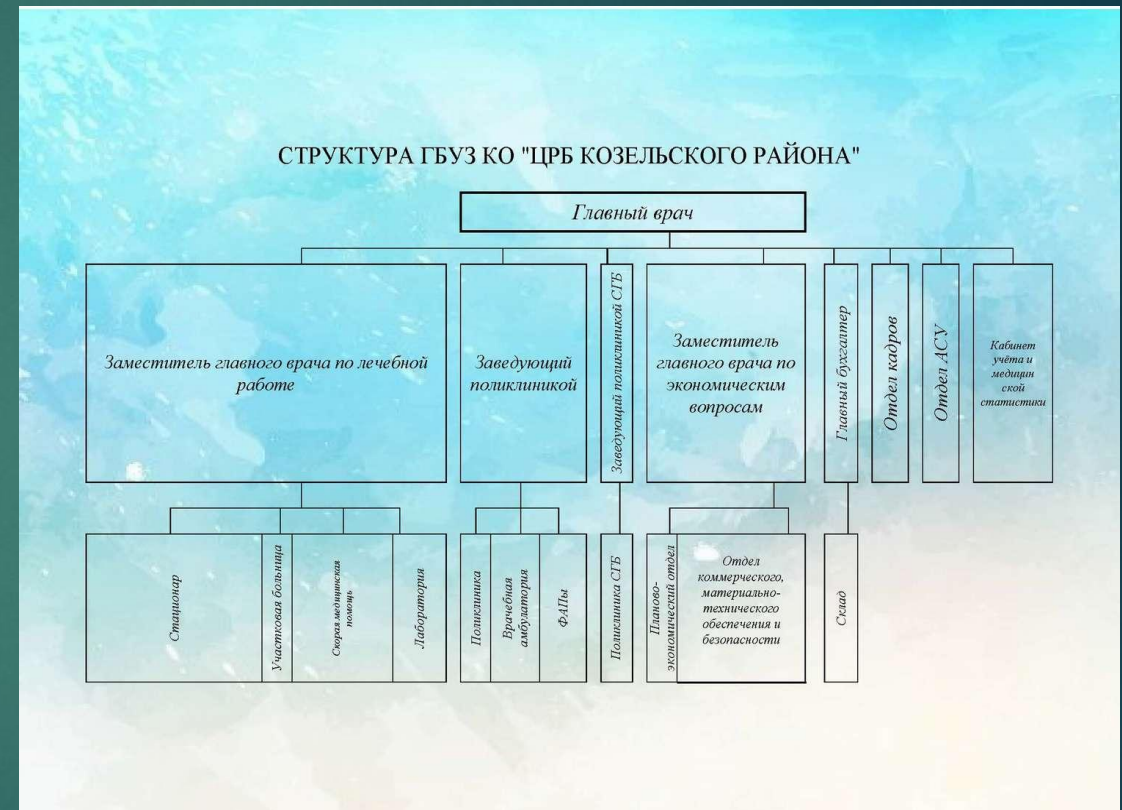 СТРУКТУРА ГБУЗ КО "ЦРБ КОЗЕЛЬСКОГО РАЙОНА"
Главный врач
Заместитель главного врача по лечебной
работе
Заведующий
поликлиникой
Заведующий поликлиникой СГБ
Заместитель
главного врача по
экономическим
вопросам
Главный бухгалтер
Отдел кадров
Отдел АСУ
Кабинет
учёта и
медицин
ской
статистики
Стационар
Участковая больница
Скорая медицинская
помощь
Лаборатория
Поликлиника
Врачебная
амбулатория
ФАПы
Поликлиника СГБ
Планово-
экономический отдел
Отдел
коммерческого,
материально-
технического
обеспечения и
безопасности
Склад